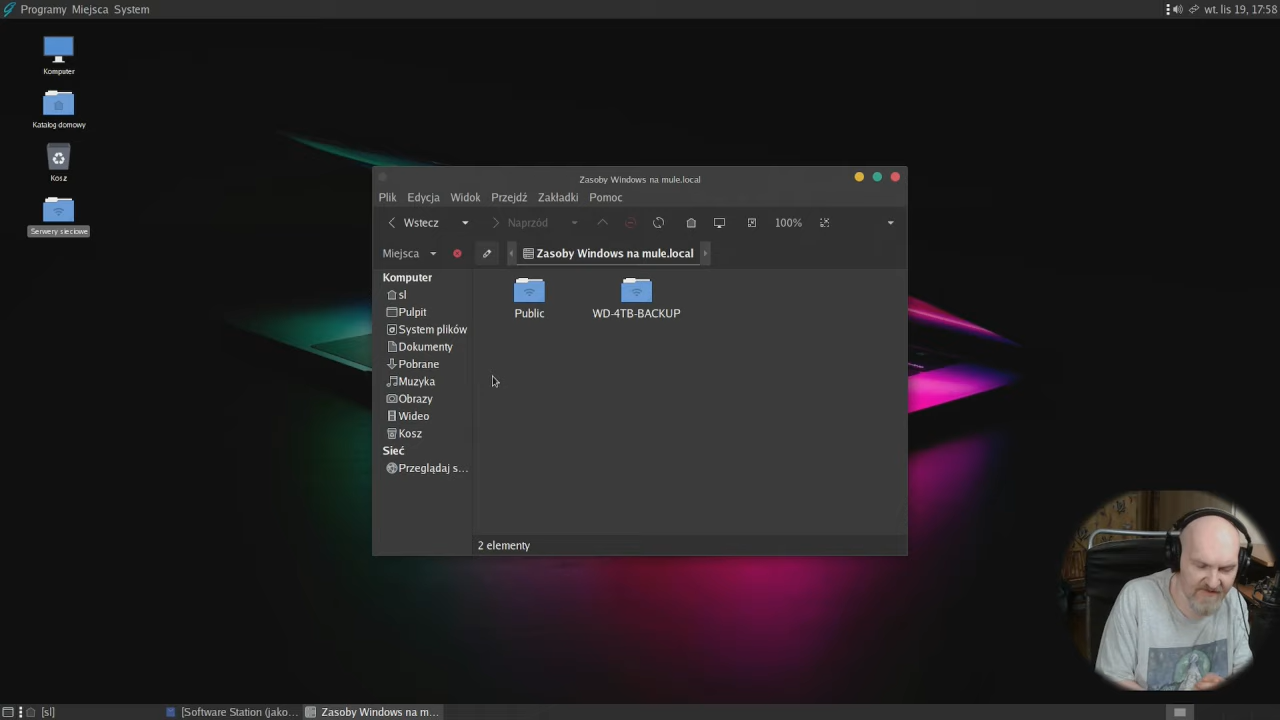 Programy Miejsca System
wt. lis 19, 17:58
Komputer
Katalog domowy
Kosz
Serwery sieciowe
Zasoby Windows na mule.local
Plik Edycja Widok Przejdź Zakładki Pomoc
Wstecz Naprzód 100%
Miejsca Zasoby Windows na mule.local
Komputer
sl
Pulpit
System plików
Dokumenty
Pobrane
Muzyka
Obrazy
Wideo
Kosz
Sieć
Przeglądaj s...
Public
WD-4TB-BACKUP
2 elementy
[sl] [Software Station (jako... Zasoby Windows na m...